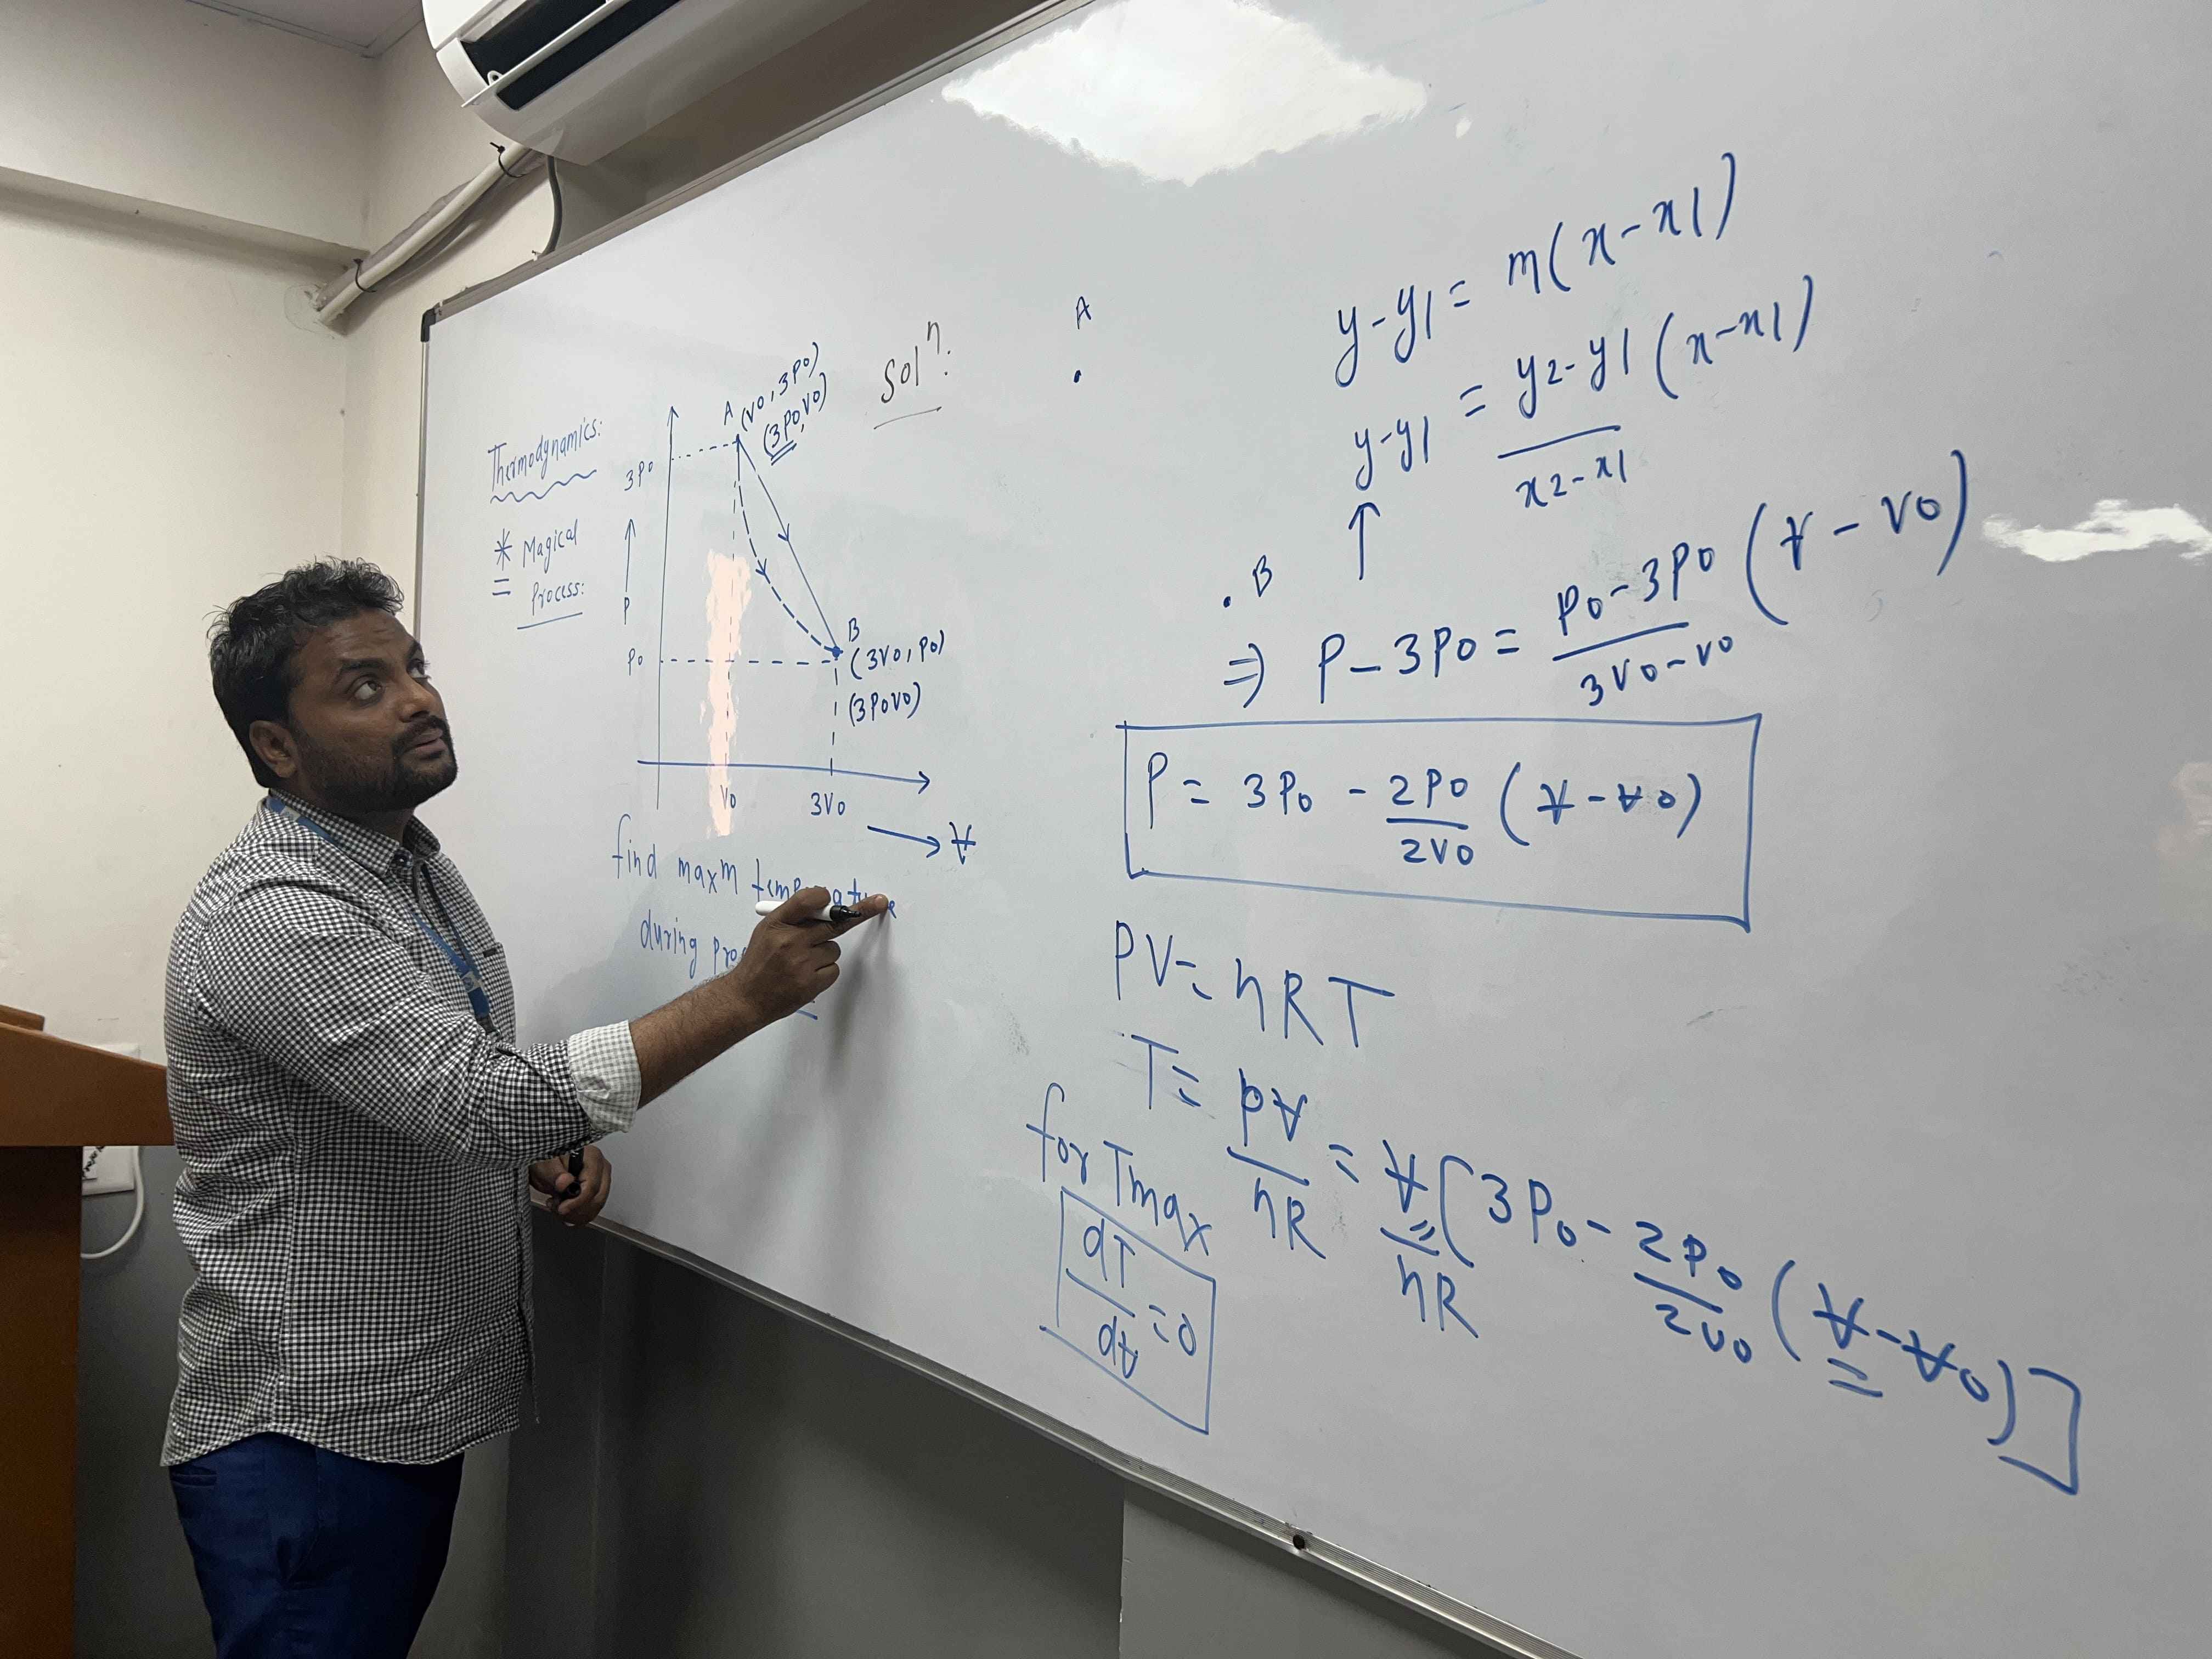 Thermodynamics:
* Magical
Process:
A (V0, 3P0)
(3P0, V0)
3P0
P
P0
B
(3V0, P0)
(3P0V0)
V0
3V0
V
find maxm temperature
during
Solⁿ:
A
B
y-y1 = m(x-x1)
y-y1 = y2-y1/x2-x1 (x-x1)
⇒ P-3P0 = P0-3P0/3V0-V0 (V-V0)
P = 3P0 - 2P0/2V0 (V-V0)
PV = nRT
T = PV/nR = V/nR [3P0 - 2P0/2V0 (V-V0)]
for Tmax
dT/dV = 0